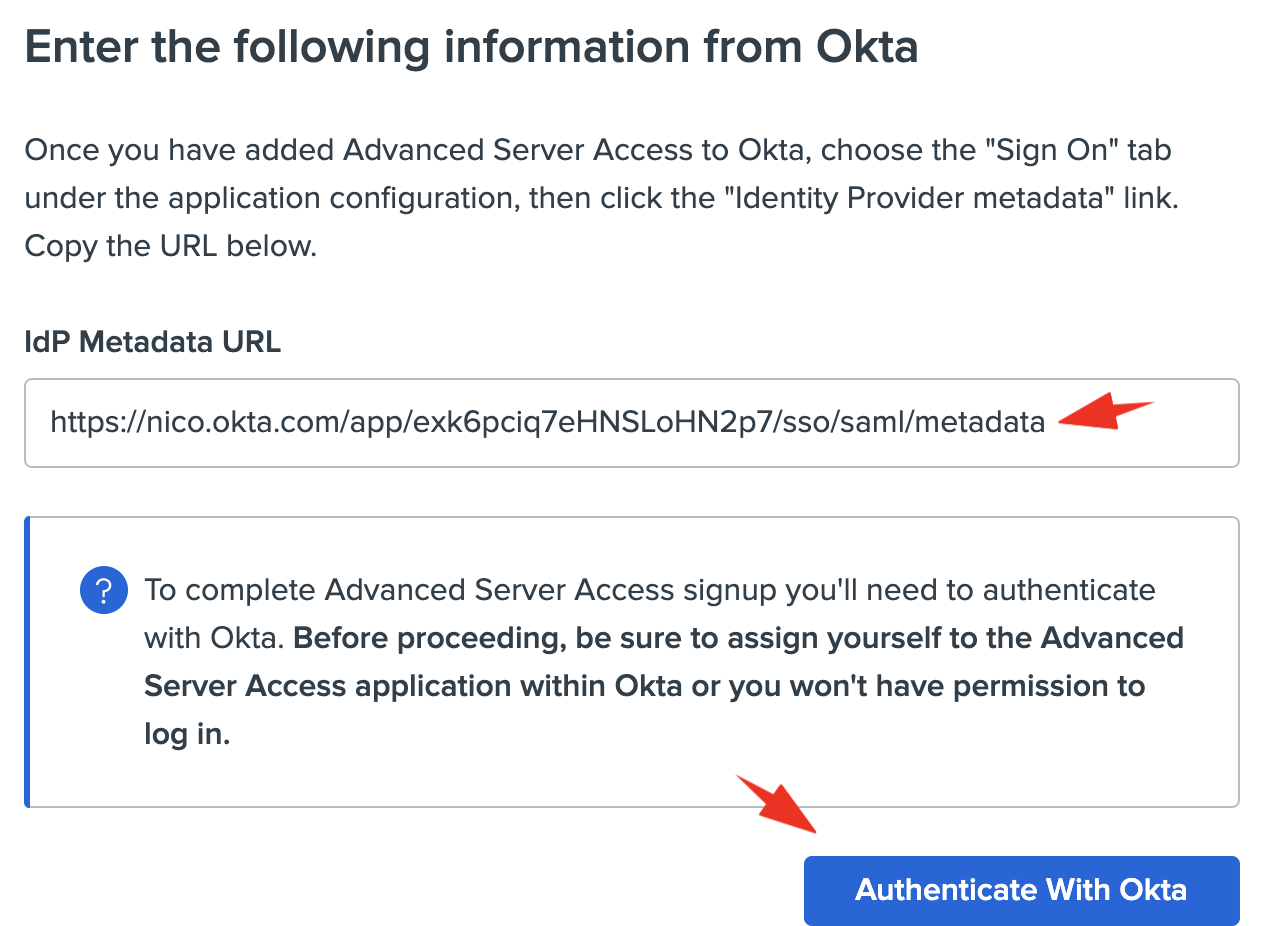 Enter the following information from Okta
Once you have added Advanced Server Access to Okta, choose the "Sign On" tab
under the application configuration, then click the "Identity Provider metadata" link.
Copy the URL below.
IdP Metadata URL
https://nico.okta.com/app/exk6pciq7eHNSLoHN2p7/sso/saml/metadata
?
To complete Advanced Server Access signup you'll need to authenticate
with Okta. Before proceeding, be sure to assign yourself to the Advanced
Server Access application within Okta or you won't have permission to
log in.
Authenticate With Okta